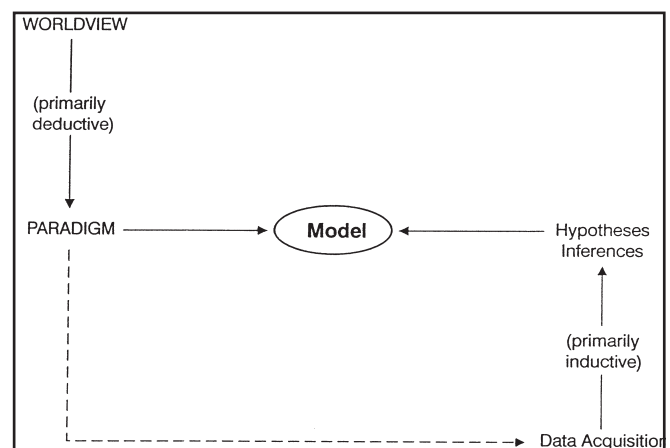 WORLDVIEW
(primarily
deductive)
PARADIGM
Model
Hypotheses
Inferences
(primarily
inductive)
Data Acquisition